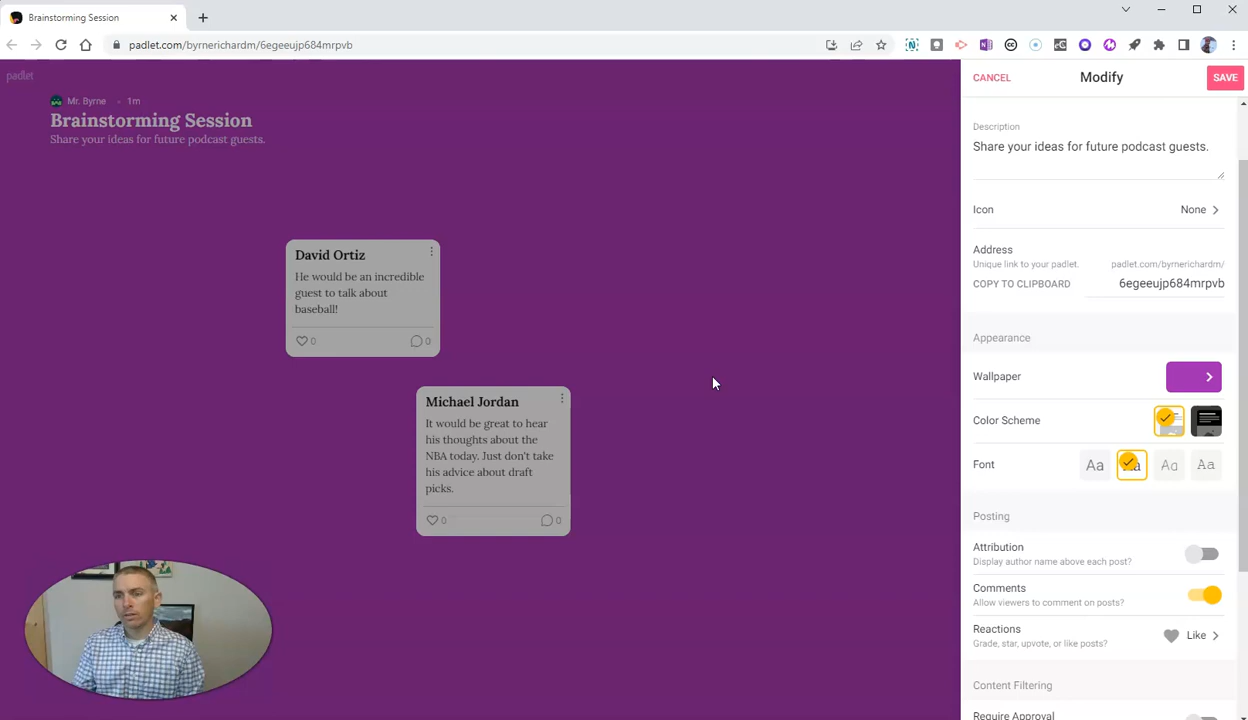 Brainstorming Session
padlet.com/byrnerichardm/6egeeujp684mrpvb
padlet
Mr. Byrne • 1m
Brainstorming Session
Share your ideas for future podcast guests.
David Ortiz
He would be an incredible
guest to talk about
baseball!
0
0
Michael Jordan
It would be great to hear
his thoughts about the
NBA today. Just don't take
his advice about draft
picks.
0
0
CANCEL
Modify
SAVE
Description
Share your ideas for future podcast guests.
Icon
None
Address
Unique link to your padlet.
padlet.com/byrnerichardm/
COPY TO CLIPBOARD
6egeeujp684mrpvb
Appearance
Wallpaper
Color Scheme
Font
Aa
Aa
Aa
Aa
Posting
Attribution
Display author name above each post?
Comments
Allow viewers to comment on posts?
Reactions
Grade, star, upvote, or like posts?
Like
Content Filtering
Require Approval